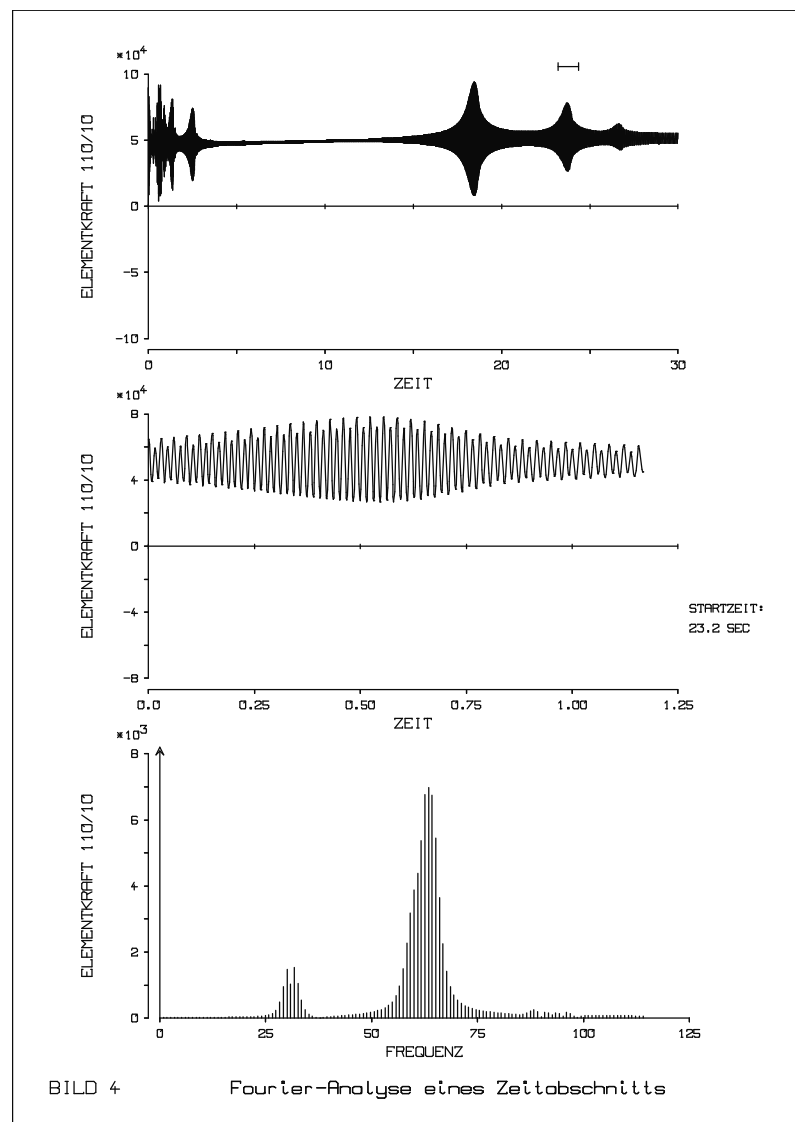 *10⁴
10
5
0
-5
-10
ELEMENTKRAFT 110/10
0 10 20 30
ZEIT
*10⁴
8
4
0
-4
-8
ELEMENTKRAFT 110/10
STARTZEIT:
23.2 SEC
0.0 0.25 0.50 0.75 1.00 1.25
ZEIT
*10³
8
6
4
2
0
ELEMENTKRAFT 110/10
0 25 50 75 100 125
FREQUENZ
BILD 4 Fourier-Analyse eines Zeitabschnitts